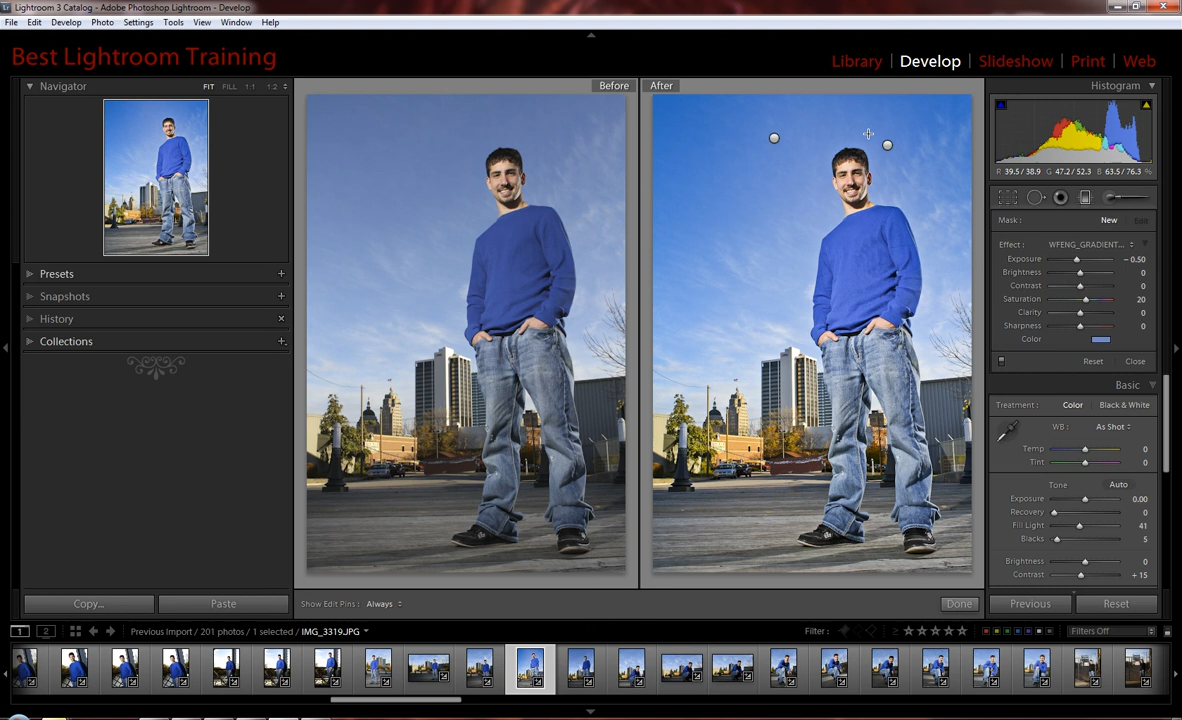 Lightroom 3 Catalog - Adobe Photoshop Lightroom - Develop
File Edit Develop Photo Settings Tools View Window Help
Best Lightroom Training
Library | Develop | Slideshow | Print | Web
Navigator FIT FILL 1:1 1:2
Presets
Snapshots
History
Collections
Copy... Paste
Before After
Show Edit Pins : Always Done
Histogram
R 39.5 / 38.9 G 47.2 / 52.3 B 63.5 / 76.3 %
Mask : New Edit
Effect : WFENG_GRADIENT...
Exposure - 0.50
Brightness 0
Contrast 0
Saturation 20
Clarity 0
Sharpness 0
Color
Reset Close
Basic
Treatment : Color Black & White
WB : As Shot
Temp 0
Tint 0
Tone Auto
Exposure 0.00
Recovery 0
Fill Light 41
Blacks 5
Brightness 0
Contrast + 15
Previous Reset
1 2 Previous Import / 201 photos / 1 selected / IMG_3319.JPG Filter : Filters Off